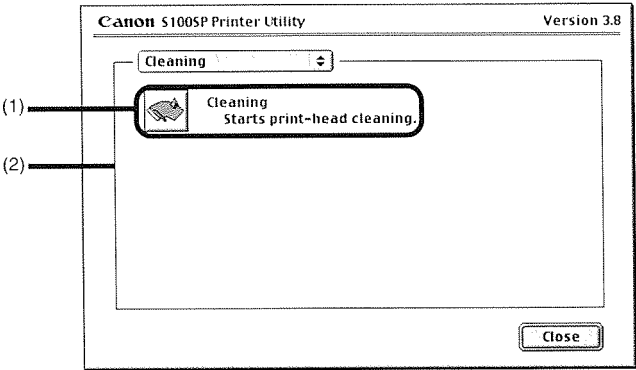 Canon S100SP Printer Utility Version 3.8
Cleaning
(1)
Cleaning
Starts print-head cleaning.
(2)
Close